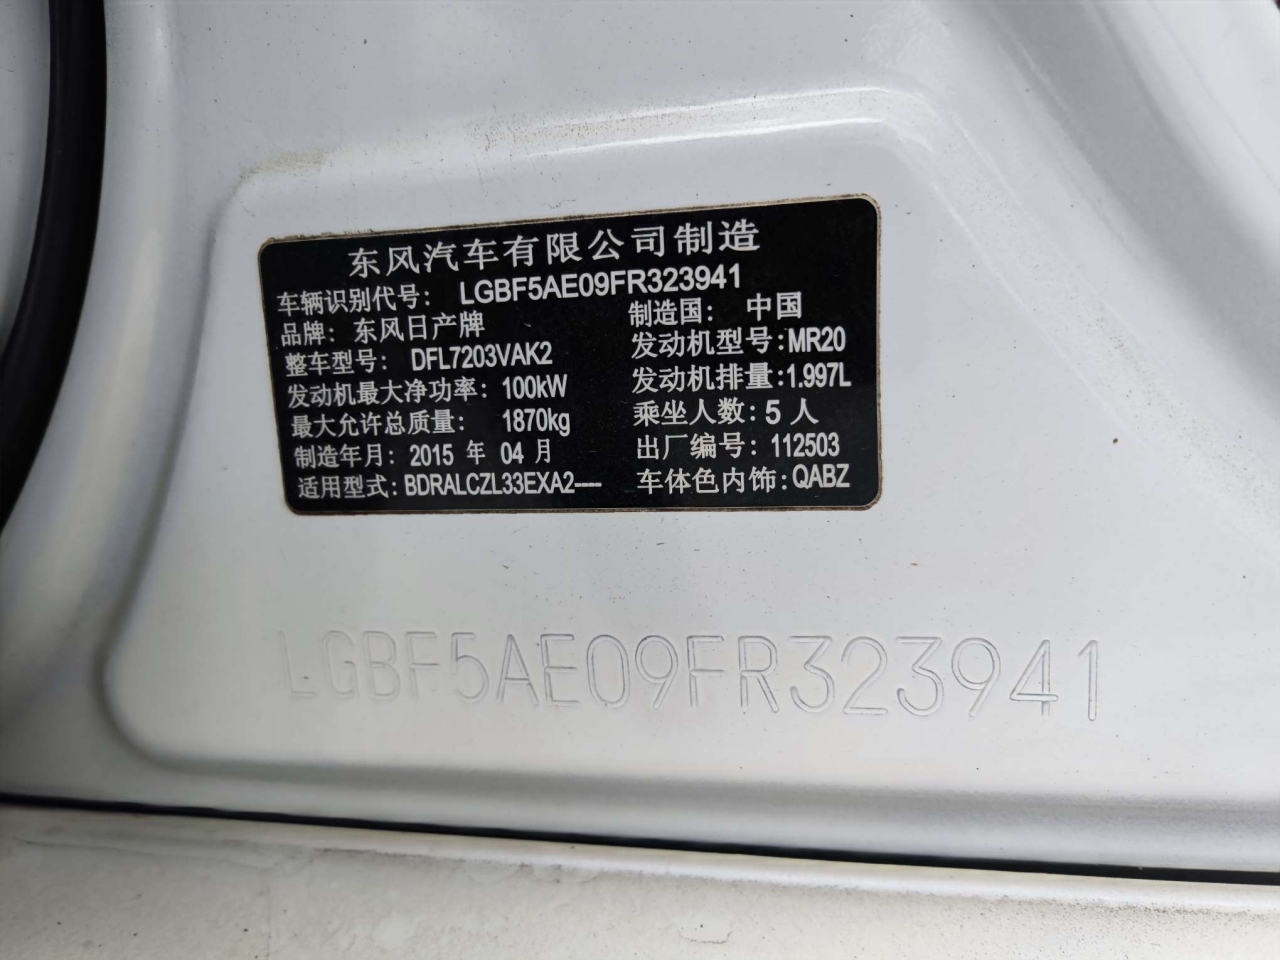 东风汽车有限公司制造
车辆识别代号: LGBF5AE09FR323941
品牌: 东风日产牌 制造国: 中国
整车型号: DFL7203VAK2 发动机型号:MR20
发动机最大净功率: 100kW 发动机排量:1.997L
最大允许总质量: 1870kg 乘坐人数: 5 人
制造年月: 2015 年 04 月 出厂编号: 112503
适用型式: BDRALCZL33EXA2---- 车体色内饰: QABZ
LGBF5AE09FR323941